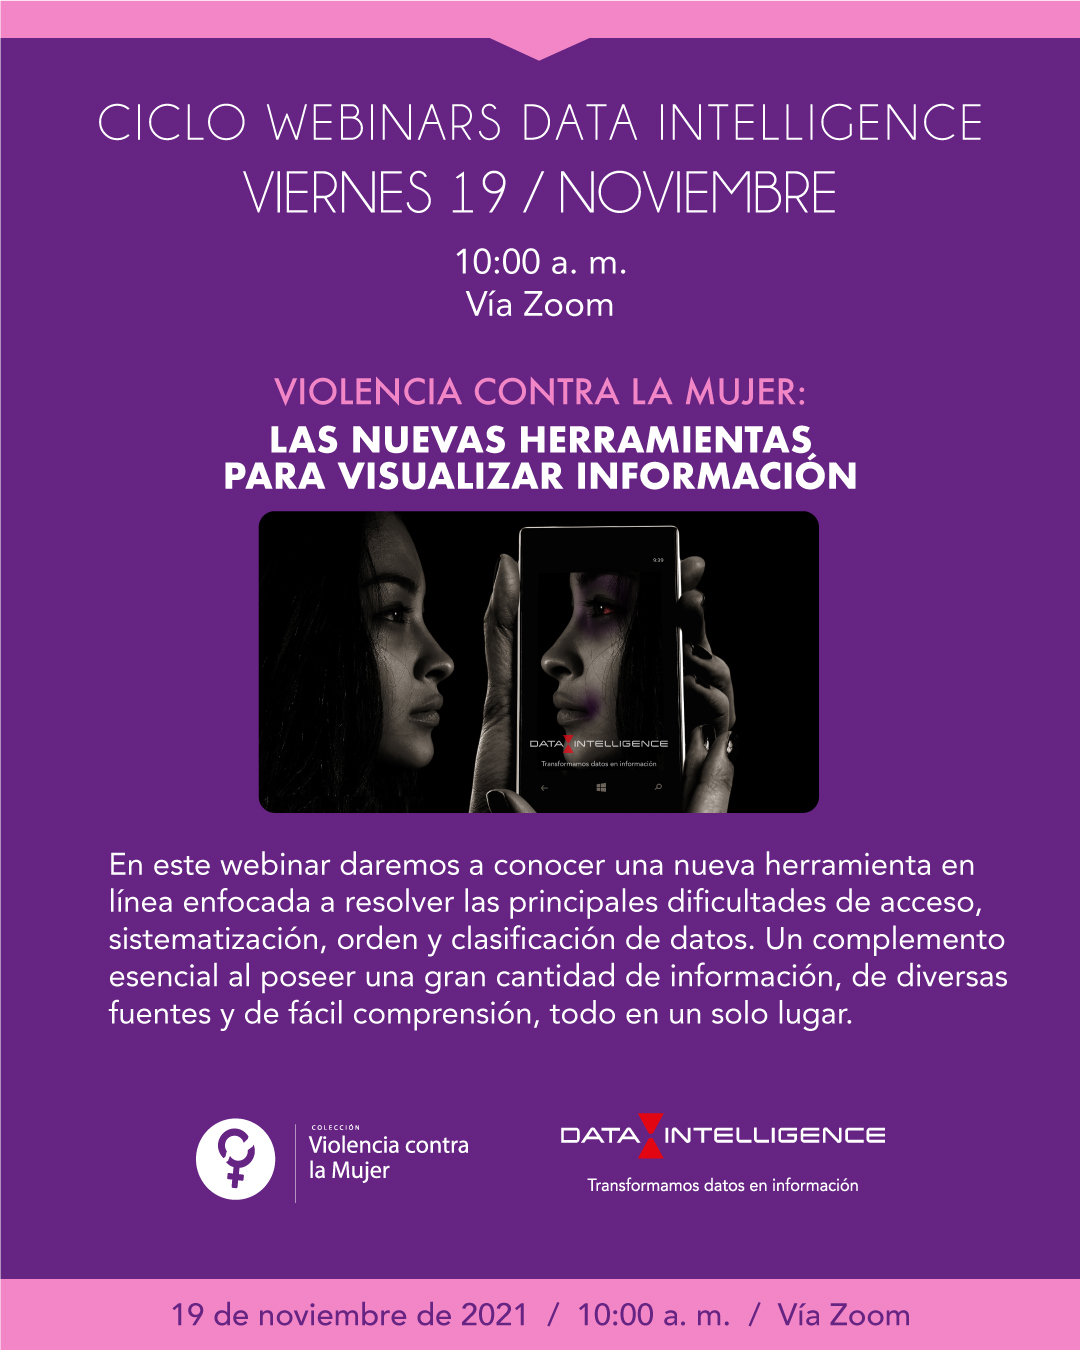 CICLO WEBINARS DATA INTELLIGENCE
VIERNES 19 / NOVIEMBRE
10:00 a. m.
Vía Zoom
VIOLENCIA CONTRA LA MUJER:
LAS NUEVAS HERRAMIENTAS
PARA VISUALIZAR INFORMACIÓN
9:39
DATA INTELLIGENCE
Transformamos datos en información
En este webinar daremos a conocer una nueva herramienta en
línea enfocada a resolver las principales dificultades de acceso,
sistematización, orden y clasificación de datos. Un complemento
esencial al poseer una gran cantidad de información, de diversas
fuentes y de fácil comprensión, todo en un solo lugar.
COLECCIÓN
Violencia contra
la Mujer
DATA INTELLIGENCE
Transformamos datos en información
19 de noviembre de 2021 / 10:00 a. m. / Vía Zoom